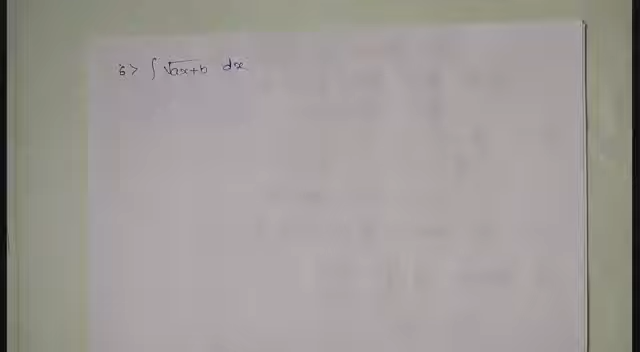 6> ∫ √ax+b dx